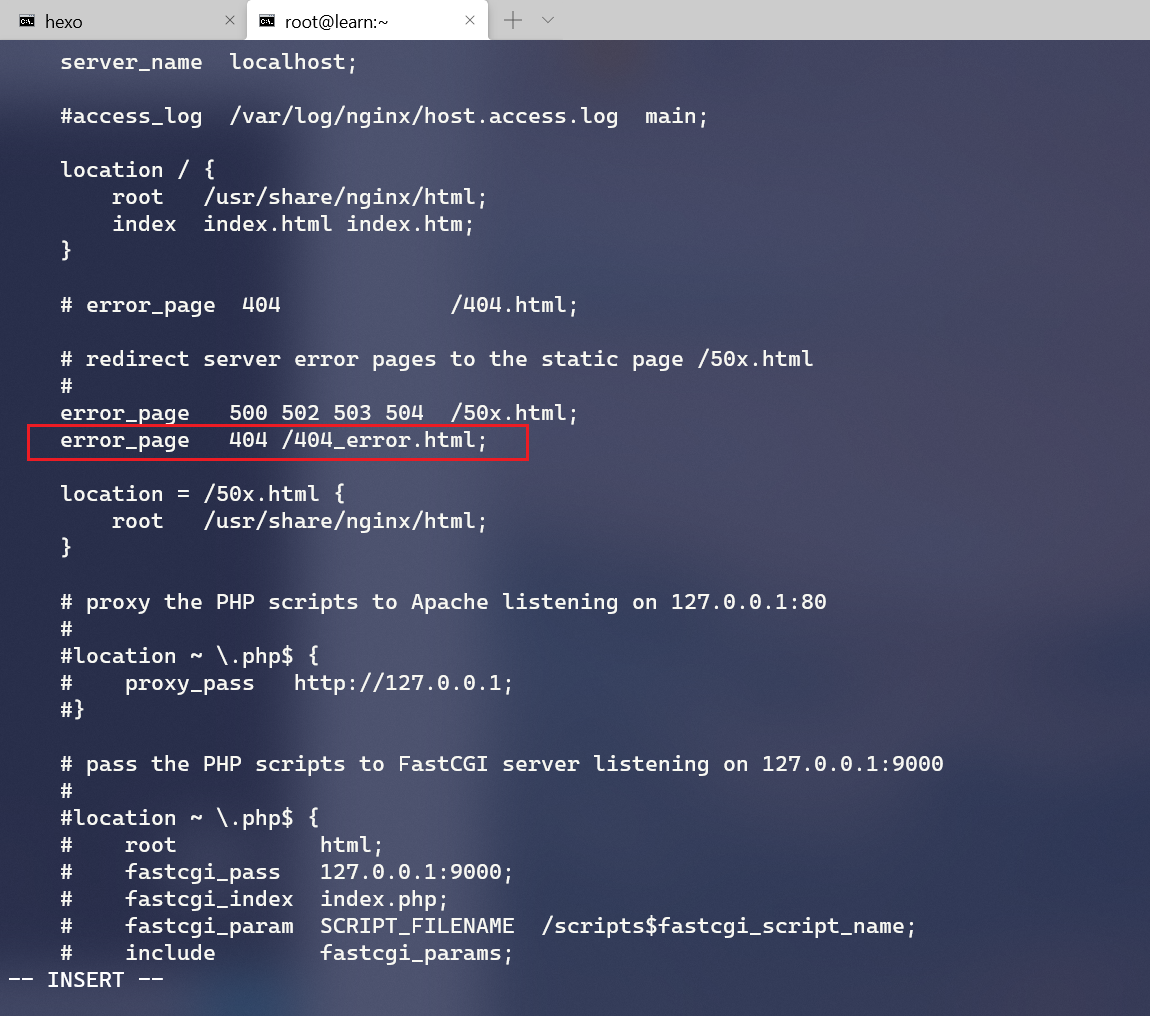 hexo
root@learn:~
server_name  localhost;
#access_log  /var/log/nginx/host.access.log  main;
location / {
    root   /usr/share/nginx/html;
    index  index.html index.htm;
}
# error_page  404             /404.html;
# redirect server error pages to the static page /50x.html
#
error_page   500 502 503 504  /50x.html;
error_page   404 /404_error.html;
location = /50x.html {
    root   /usr/share/nginx/html;
}
# proxy the PHP scripts to Apache listening on 127.0.0.1:80
#
#location ~ \.php$ {
#    proxy_pass   http://127.0.0.1;
#}
# pass the PHP scripts to FastCGI server listening on 127.0.0.1:9000
#
#location ~ \.php$ {
#    root           html;
#    fastcgi_pass   127.0.0.1:9000;
#    fastcgi_index  index.php;
#    fastcgi_param  SCRIPT_FILENAME  /scripts$fastcgi_script_name;
#    include        fastcgi_params;
-- INSERT --